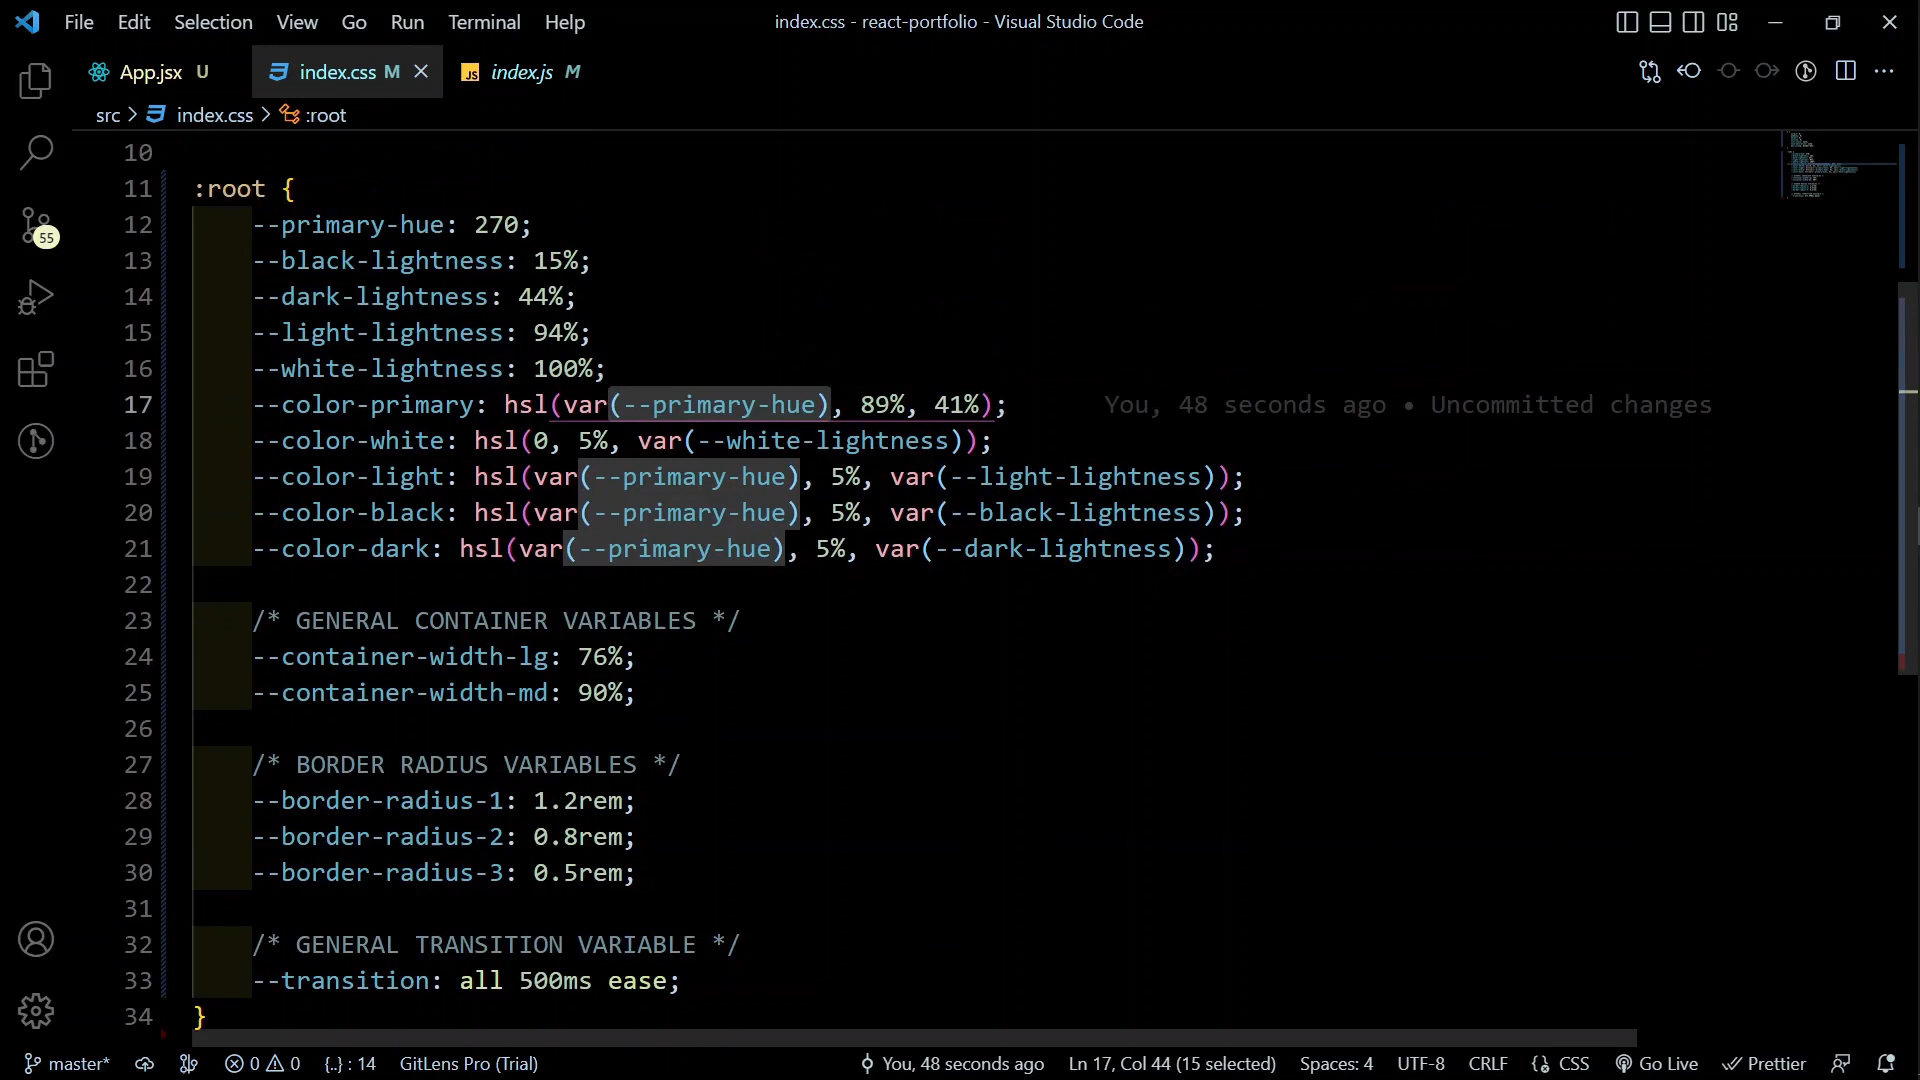 File Edit Selection View Go Run Terminal Help
index.css - react-portfolio - Visual Studio Code
App.jsx U
index.css M
JS index.js M
src > index.css > :root
55
10
11 :root {
12 --primary-hue: 270;
13 --black-lightness: 15%;
14 --dark-lightness: 44%;
15 --light-lightness: 94%;
16 --white-lightness: 100%;
17 --color-primary: hsl(var(--primary-hue), 89%, 41%); You, 48 seconds ago • Uncommitted changes
18 --color-white: hsl(0, 5%, var(--white-lightness));
19 --color-light: hsl(var(--primary-hue), 5%, var(--light-lightness));
20 --color-black: hsl(var(--primary-hue), 5%, var(--black-lightness));
21 --color-dark: hsl(var(--primary-hue), 5%, var(--dark-lightness));
22
23 /* GENERAL CONTAINER VARIABLES */
24 --container-width-lg: 76%;
25 --container-width-md: 90%;
26
27 /* BORDER RADIUS VARIABLES */
28 --border-radius-1: 1.2rem;
29 --border-radius-2: 0.8rem;
30 --border-radius-3: 0.5rem;
31
32 /* GENERAL TRANSITION VARIABLE */
33 --transition: all 500ms ease;
34 }
master* 0 0 {..} : 14 GitLens Pro (Trial) You, 48 seconds ago Ln 17, Col 44 (15 selected) Spaces: 4 UTF-8 CRLF CSS Go Live Prettier